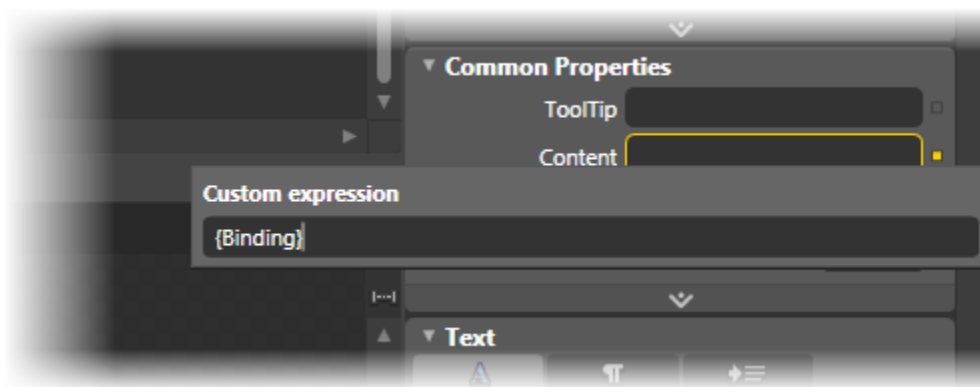 Common Properties
ToolTip
Content
Custom expression
{Binding}
Text